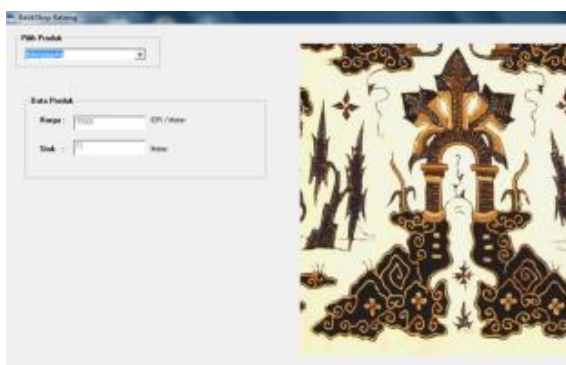 BatikShop Katalog
Pilih Produk
Data Produk
Harga :
IDR / Meter
Stok :
Meter